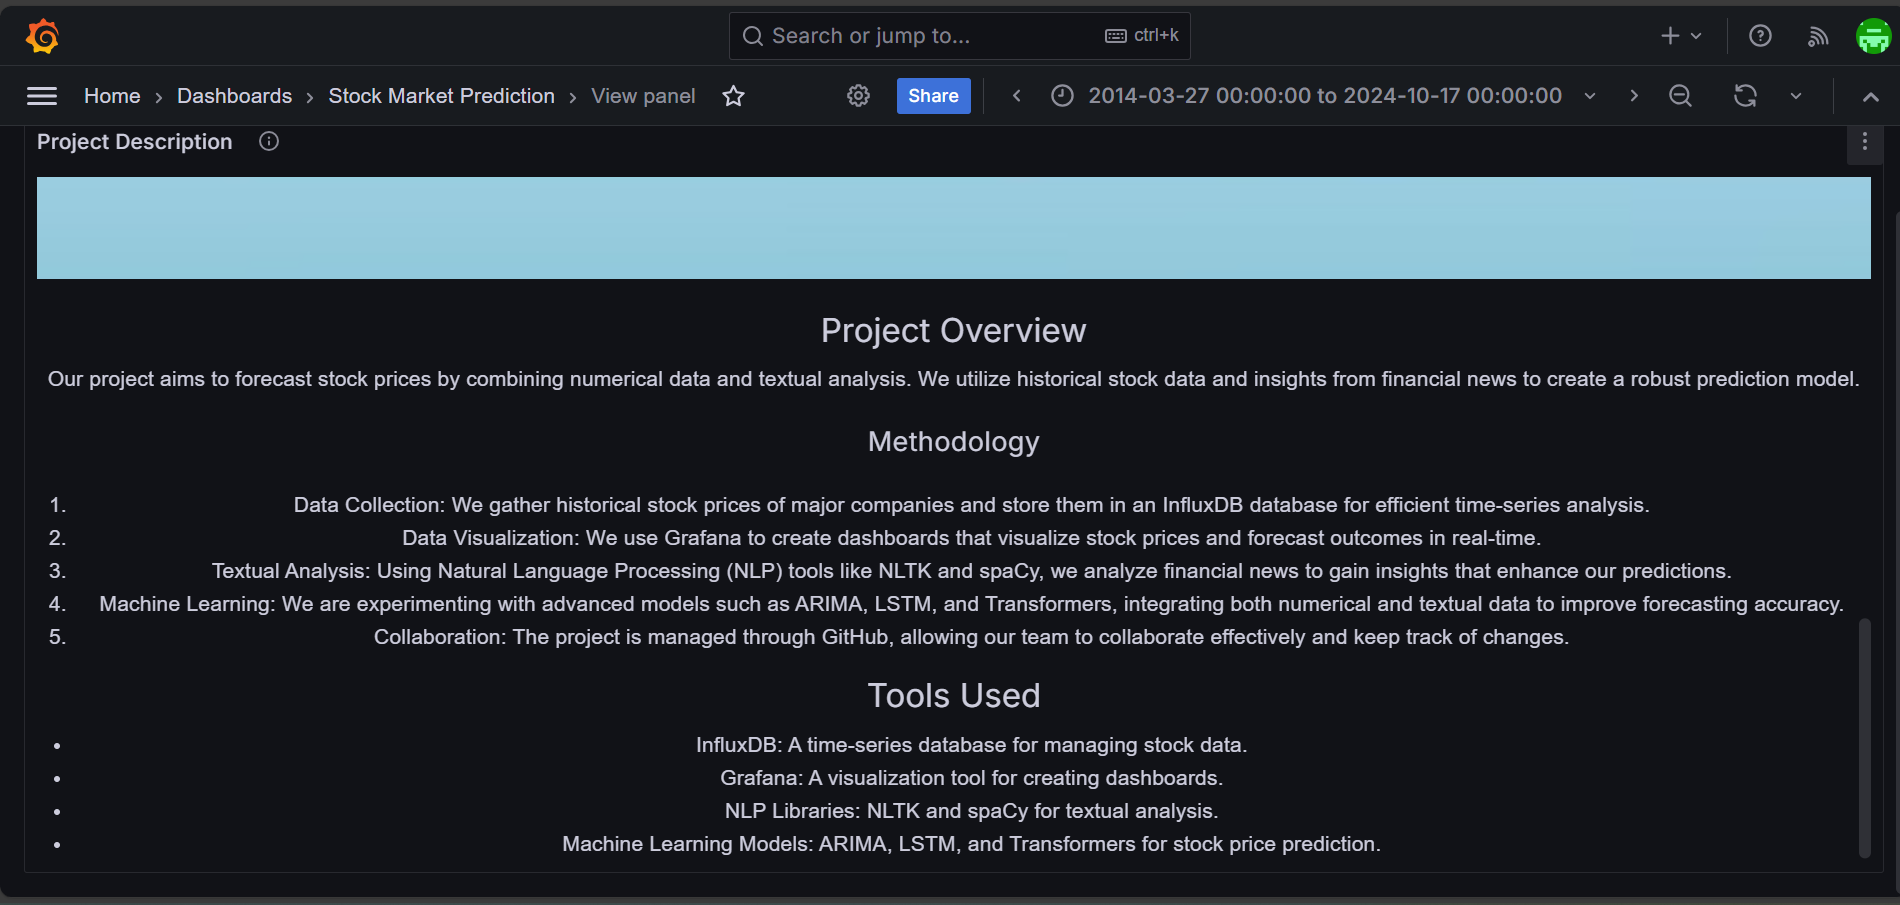 Search or jump to...
ctrl+k
Home › Dashboards › Stock Market Prediction › View panel
Share
2014-03-27 00:00:00 to 2024-10-17 00:00:00
Project Description
Project Overview
Our project aims to forecast stock prices by combining numerical data and textual analysis. We utilize historical stock data and insights from financial news to create a robust prediction model.
Methodology
1. Data Collection: We gather historical stock prices of major companies and store them in an InfluxDB database for efficient time-series analysis.
2. Data Visualization: We use Grafana to create dashboards that visualize stock prices and forecast outcomes in real-time.
3. Textual Analysis: Using Natural Language Processing (NLP) tools like NLTK and spaCy, we analyze financial news to gain insights that enhance our predictions.
4. Machine Learning: We are experimenting with advanced models such as ARIMA, LSTM, and Transformers, integrating both numerical and textual data to improve forecasting accuracy.
5. Collaboration: The project is managed through GitHub, allowing our team to collaborate effectively and keep track of changes.
Tools Used
• InfluxDB: A time-series database for managing stock data.
• Grafana: A visualization tool for creating dashboards.
• NLP Libraries: NLTK and spaCy for textual analysis.
• Machine Learning Models: ARIMA, LSTM, and Transformers for stock price prediction.